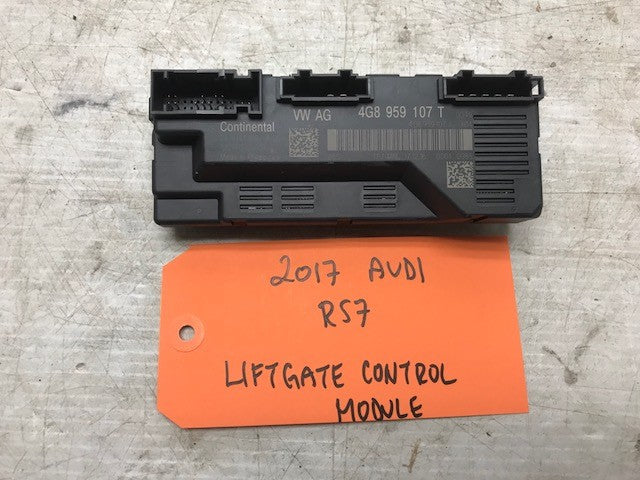 VW AG 4G8 959 107 T
Continental
2017 AUDI
RS7
LIFTGATE CONTROL
MODULE